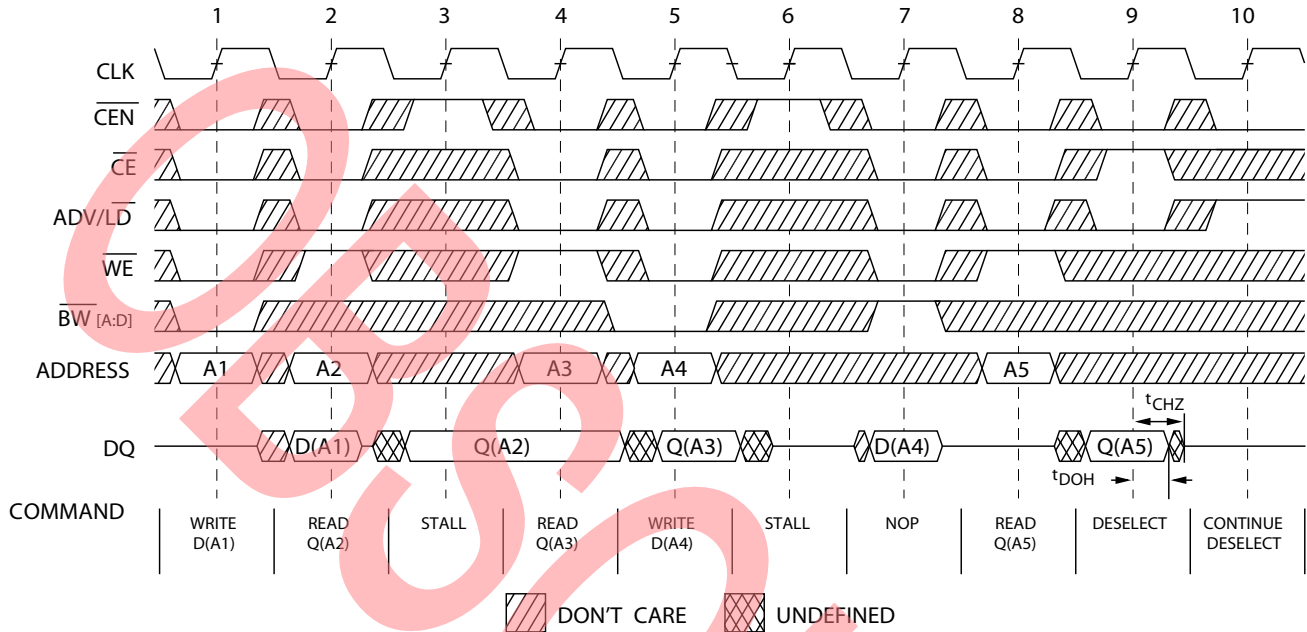 1 2 3 4 5 6 7 8 9 10
CLK
CEN
CE
ADV/LD
WE
BW [A:D]
ADDRESS A1 A2 A3 A4 A5
tCHZ
DQ D(A1) Q(A2) Q(A3) D(A4) Q(A5)
tDOH
COMMAND
WRITE D(A1)
READ Q(A2)
STALL
READ Q(A3)
WRITE D(A4)
STALL
NOP
READ Q(A5)
DESELECT
CONTINUE DESELECT
DON'T CARE UNDEFINED
OBSO